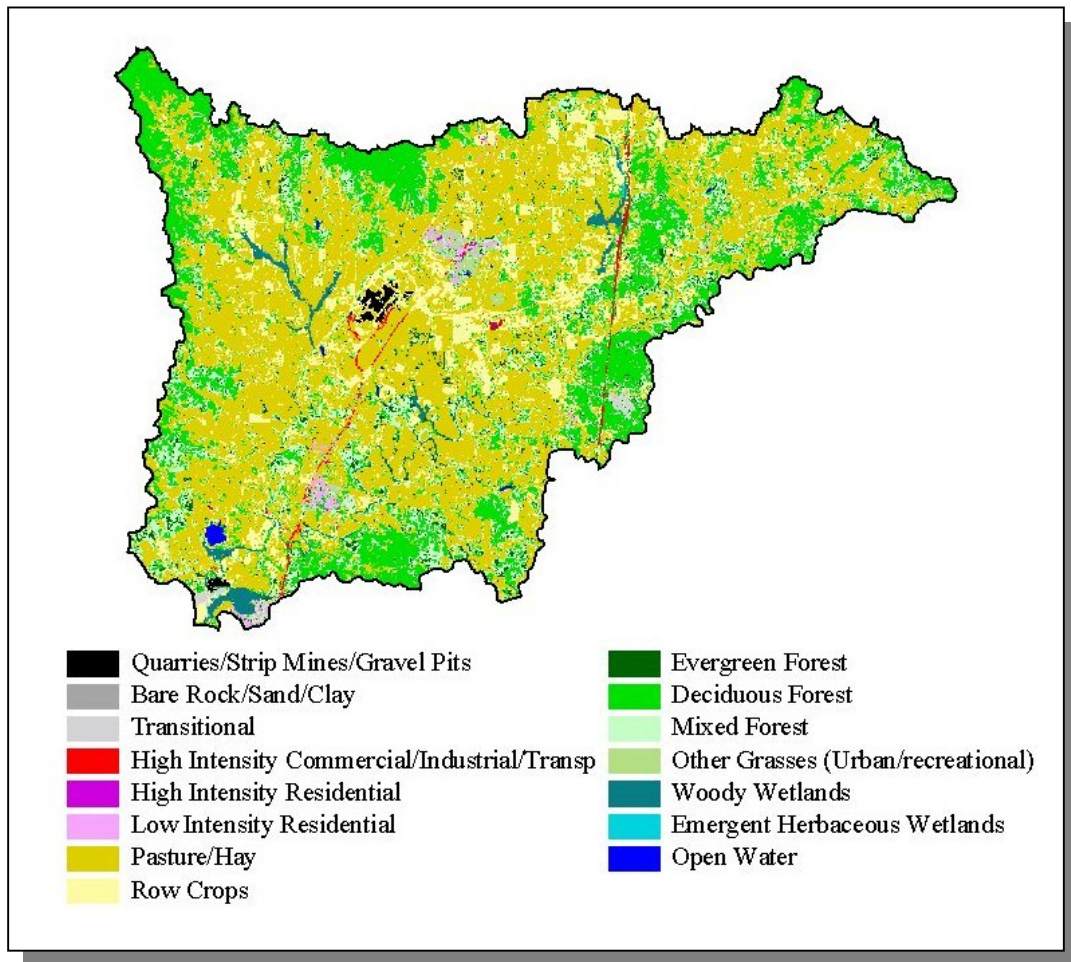 Quarries/Strip Mines/Gravel Pits
Bare Rock/Sand/Clay
Transitional
High Intensity Commercial/Industrial/Transp
High Intensity Residential
Low Intensity Residential
Pasture/Hay
Row Crops
Evergreen Forest
Deciduous Forest
Mixed Forest
Other Grasses (Urban/recreational)
Woody Wetlands
Emergent Herbaceous Wetlands
Open Water